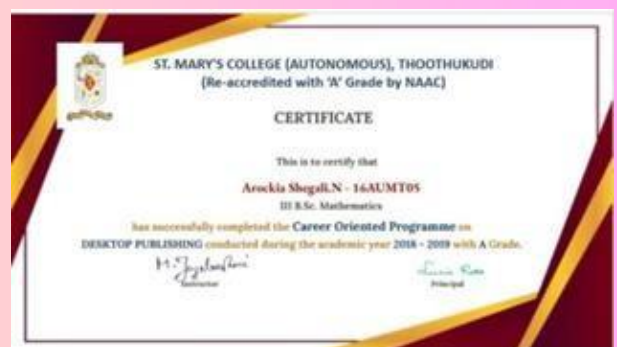 ST. MARY'S COLLEGE (AUTONOMOUS), THOOTHUKUDI
(Re-accredited with 'A' Grade by NAAC)
CERTIFICATE
This is to certify that
Arockia Shegali.N - 16AUMT05
III B.Sc. Mathematics
has successfully completed the Career Oriented Programme on
DESKTOP PUBLISHING conducted during the academic year 2018 - 2019 with A Grade.
Instructor Principal